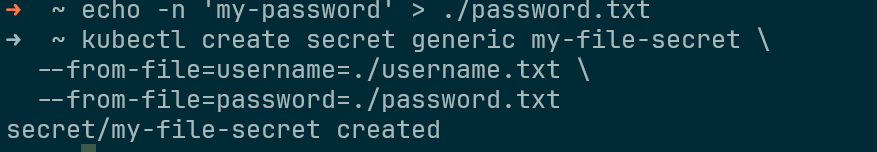 → ~ echo -n 'my-password' > ./password.txt
→ ~ kubectl create secret generic my-file-secret \
--from-file=username=./username.txt \
--from-file=password=./password.txt
secret/my-file-secret created